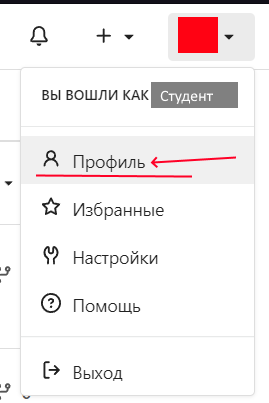 ВЫ ВОШЛИ КАК Студент
Профиль
Избранные
Настройки
Помощь
Выход